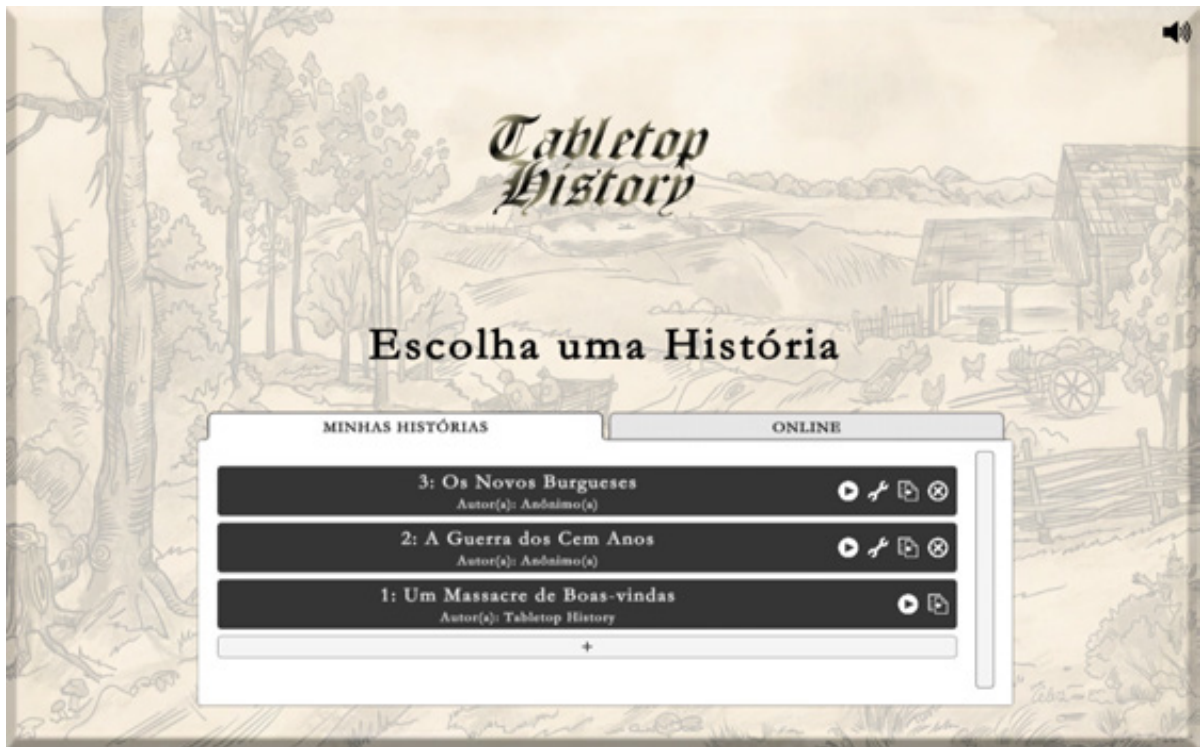 Tabletop
History
Escolha uma História
MINHAS HISTÓRIAS
ONLINE
3: Os Novos Burgueses
Autor(a): Anônimo(a)
2: A Guerra dos Cem Anos
Autor(a): Anônimo(a)
1: Um Massacre de Boas-vindas
Autor(a): Tabletop History
+